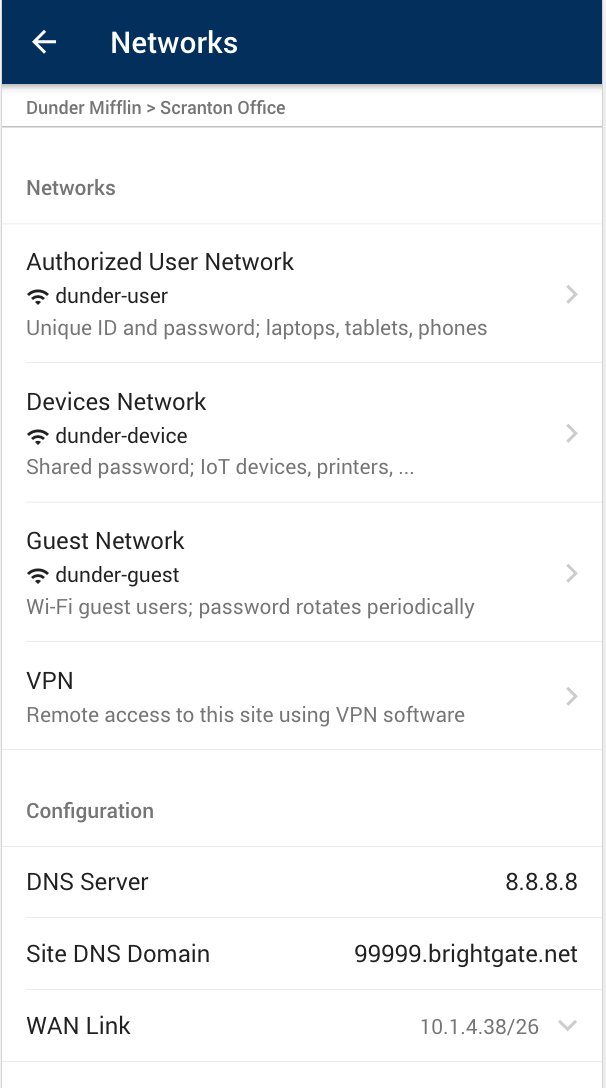 Networks
Dunder Mifflin > Scranton Office
Networks
Authorized User Network
dunder-user
Unique ID and password; laptops, tablets, phones
Devices Network
dunder-device
Shared password; IoT devices, printers, ...
Guest Network
dunder-guest
Wi-Fi guest users; password rotates periodically
VPN
Remote access to this site using VPN software
Configuration
DNS Server 8.8.8.8
Site DNS Domain 99999.brightgate.net
WAN Link 10.1.4.38/26